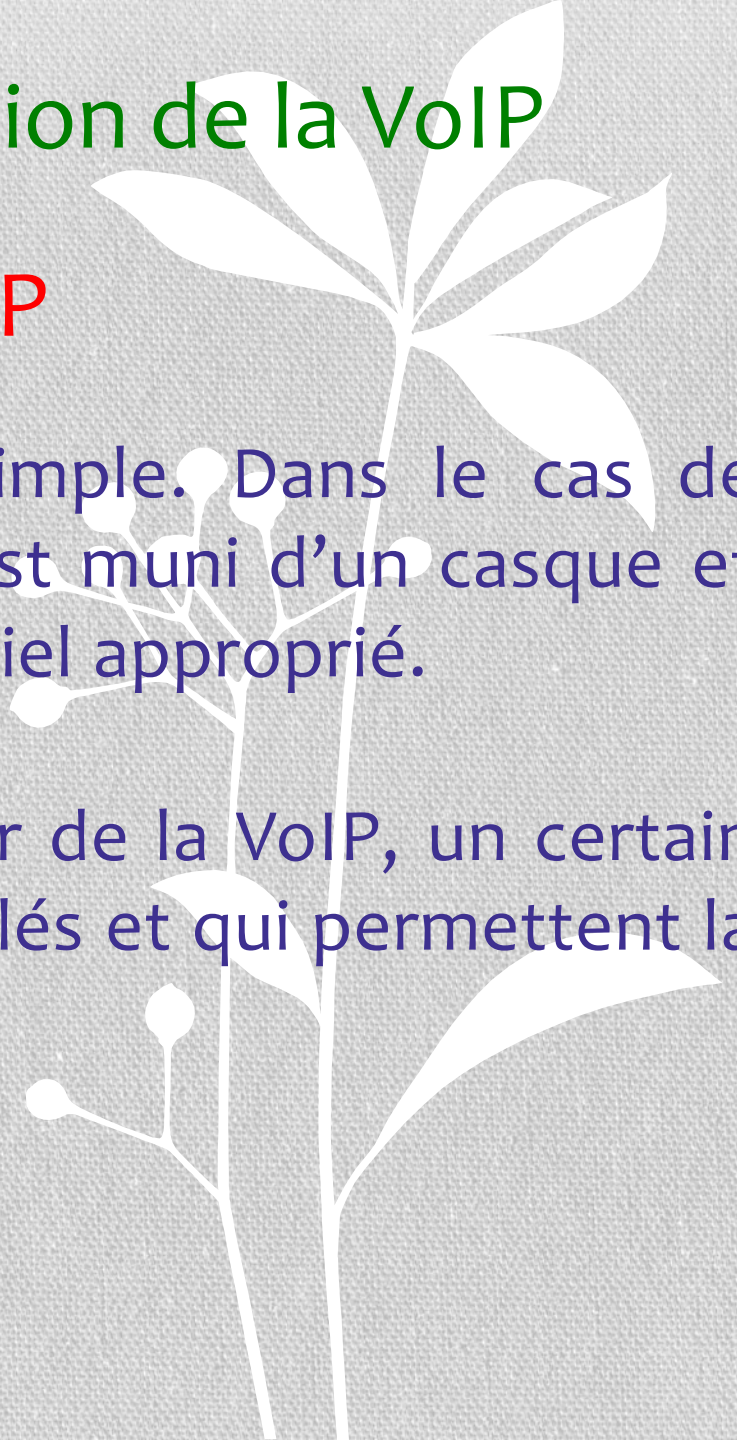 ion de la VoIP
P
imple. Dans le cas de
st muni d’un casque et
iel approprié.
r de la VoIP, un certain
lés et qui permettent la